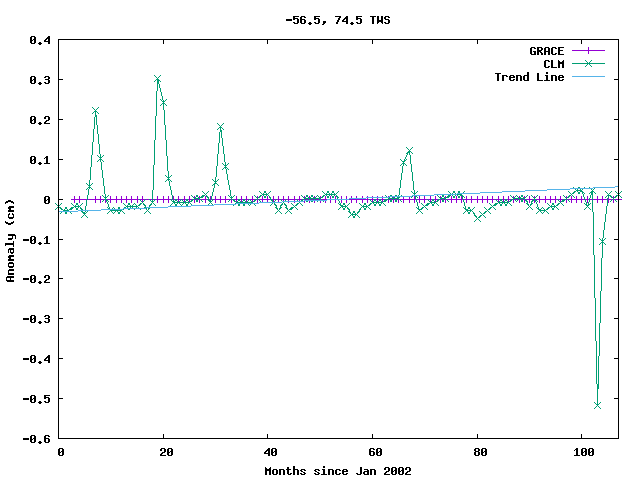 -56.5, 74.5 TWS
GRACE
CLM
Trend Line
0.4
0.3
0.2
0.1
0
-0.1
-0.2
-0.3
-0.4
-0.5
-0.6
Anomaly (cm)
0 20 40 60 80 100
Months since Jan 2002